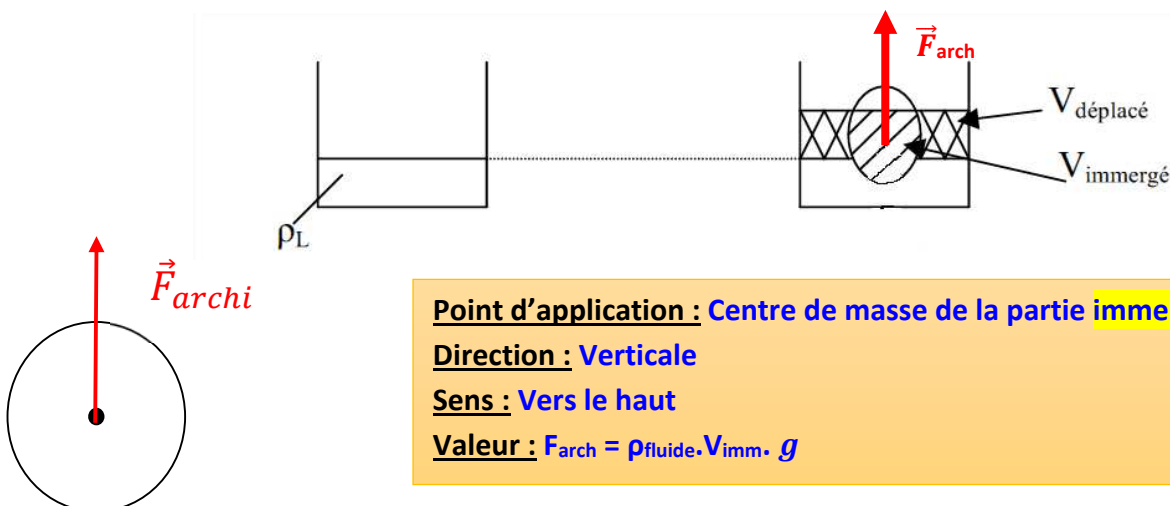 F⃗arch
Vdéplacé
Vimmergé
ρL
F⃗archi
Point d’application : Centre de masse de la partie
Direction : Verticale
Sens : Vers le haut
Valeur : Farch = ρfluide.Vimm. g